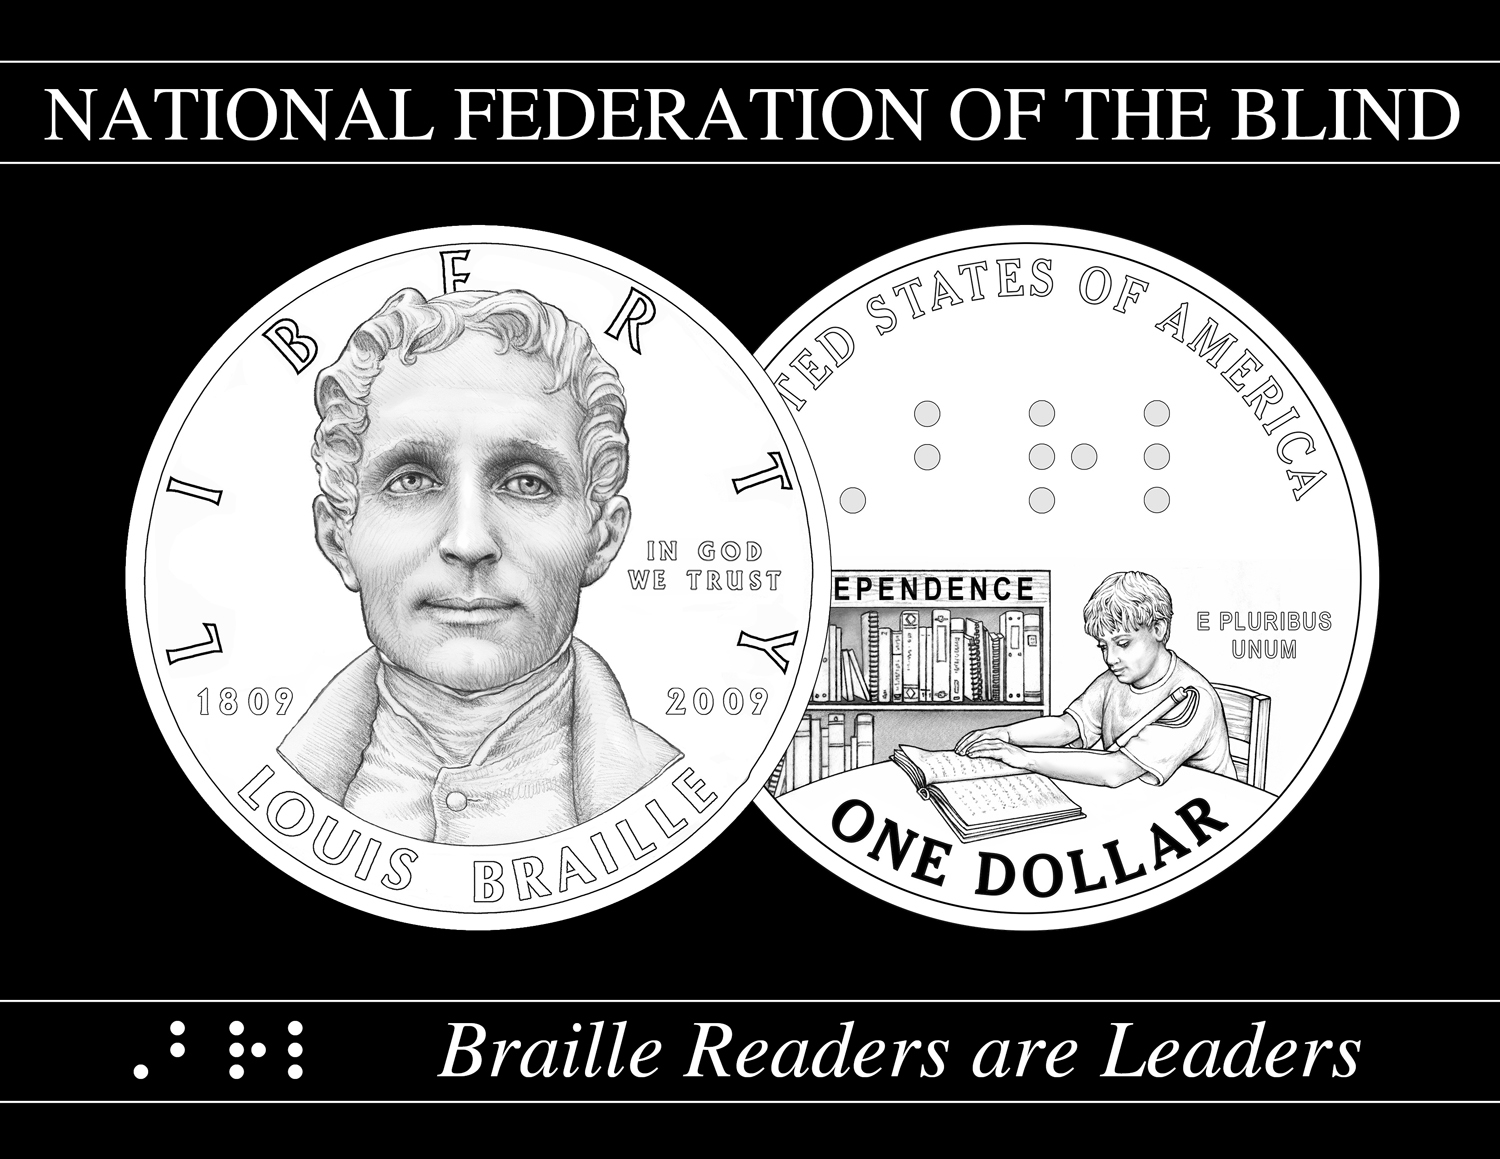 NATIONAL FEDERATION OF THE BLIND
LIBERTY
IN GOD
WE TRUST
1809 2009
LOUIS BRAILLE
TED STATES OF AMERICA
⠠⠃⠗⠇
EPENDENCE
E PLURIBUS
UNUM
ONE DOLLAR
⠠⠃⠗⠇ Braille Readers are Leaders